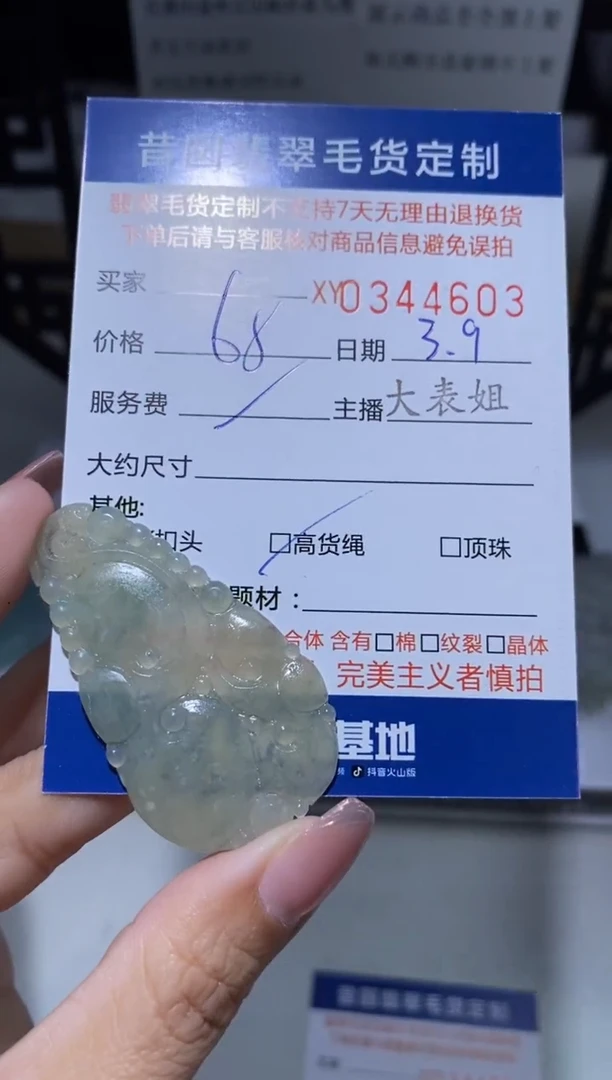 昔回翡翠毛货定制
翡翠毛货定制不支持7天无理由退换货
下单后请与客服核对商品信息避免误拍
买家 XY0344603
价格 68 日期 3.9
服务费 主播 大表姐
大约尺寸
其他:
扣头 □高货绳 □顶珠
题材：
合体 含有□棉□纹裂□晶体
完美主义者慎拍
基地
抖音火山版